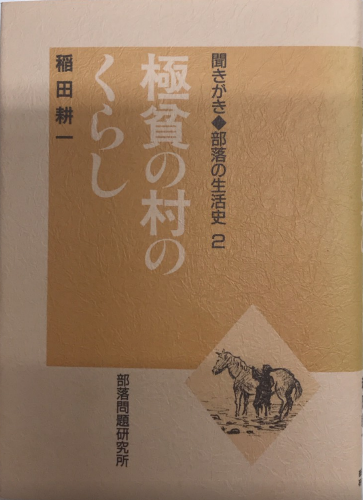 聞きがき◆部落の生活史 2
極貧の村の
くらし
稲田耕一
部落問題研究所